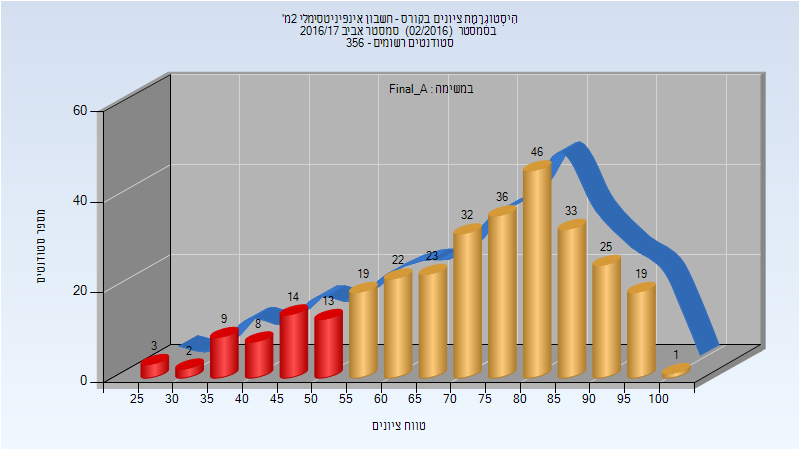 היסטוגרמת ציונים בקורס - חשבון אינפיניטסימלי 2מ'
בסמסטר (02/2016) סמסטר אביב 2016/17
סטודנטים רשומים - 356
במשימה : Final_A
מספר סטודנטים
60
40
20
0
3 2 9 8 14 13 19 22 23 32 36 46 33 25 19 1
25 30 35 40 45 50 55 60 65 70 75 80 85 90 95 100
טווח ציונים